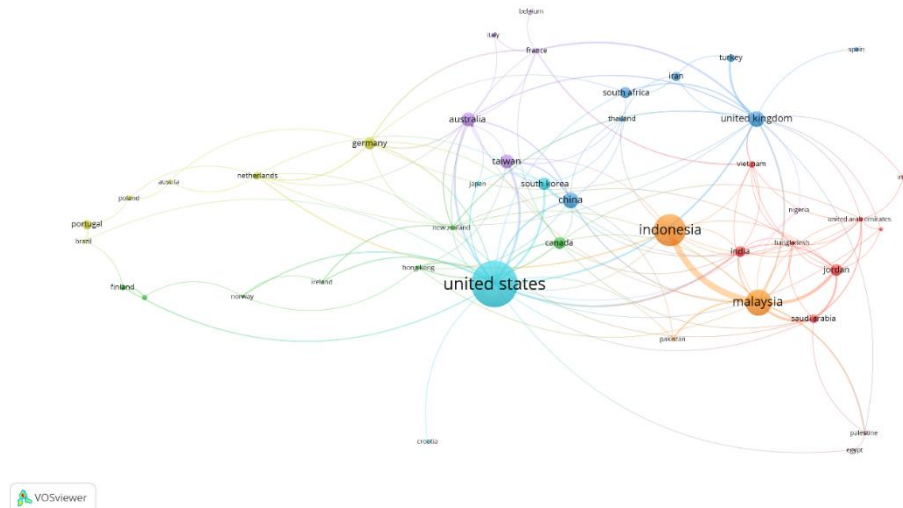 belgium
italy
france
spain
turkey
iran
south africa
thailand
united kingdom
australia
germany
taiwan
vietnam
netherlands
austria
japan
south korea
poland
china
portugal
nigeria
united arab emirates
brazil
new zealand
indonesia
canada
india
bangladesh
hong kong
jordan
ireland
united states
finland
norway
malaysia
saudi arabia
pakistan
palestine
croatia
egypt
VOSviewer